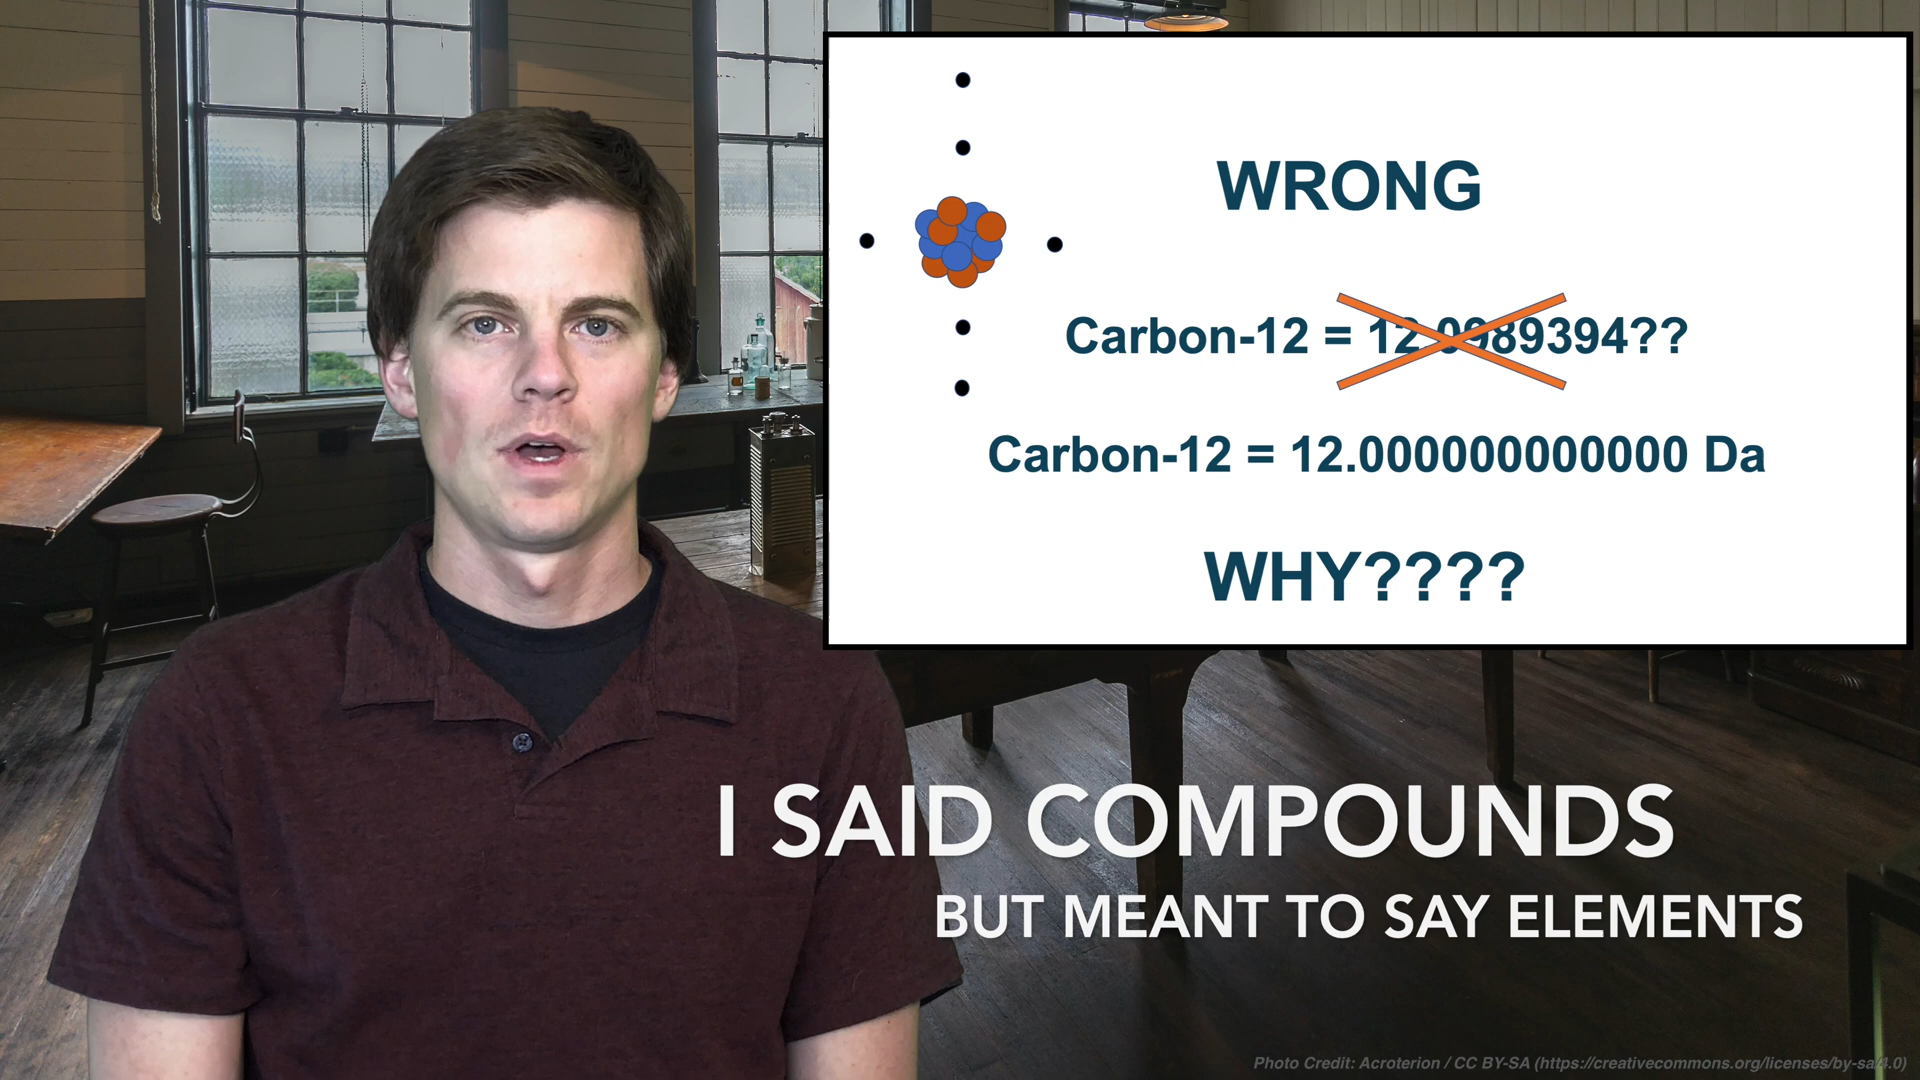 WRONG
Carbon-12 = 12.0989394??
Carbon-12 = 12.000000000000 Da
WHY????
I SAID COMPOUNDS
BUT MEANT TO SAY ELEMENTS
Photo Credit: Acroterion / CC BY-SA (https://creativecommons.org/licenses/by-sa/4.0)